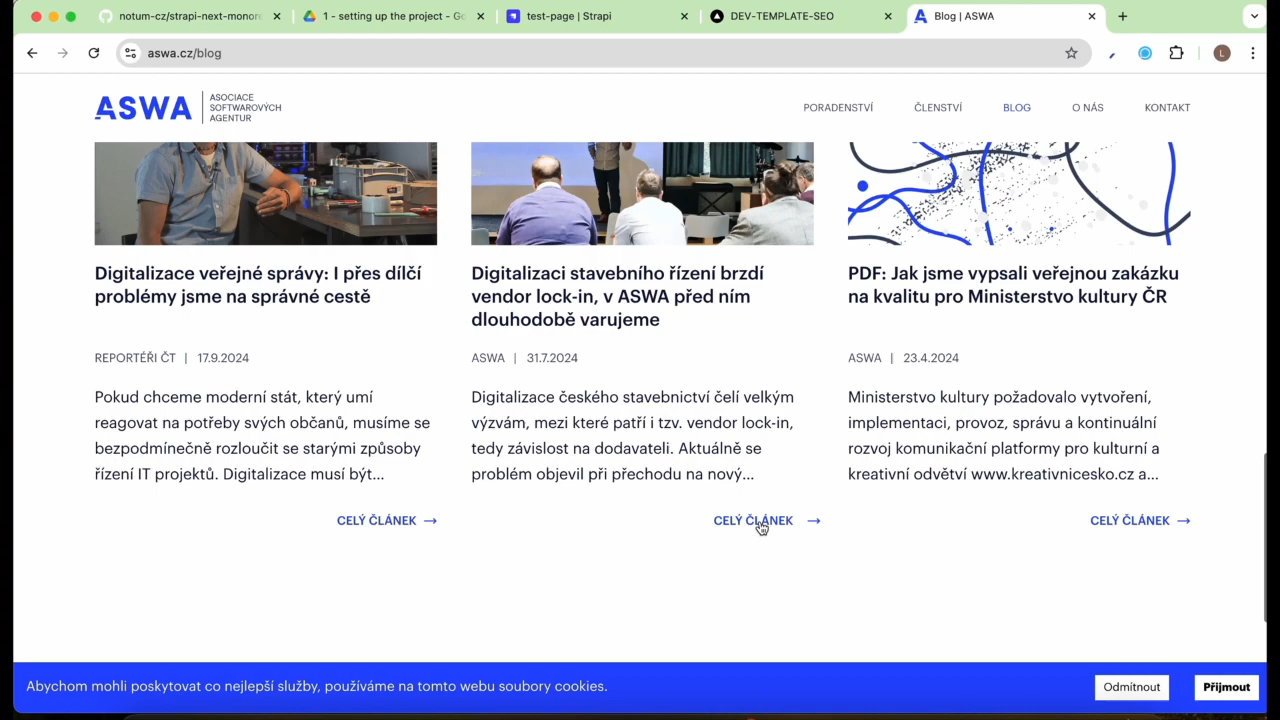 notum-cz/strapi-next-monore
1 - setting up the project - Go
test-page | Strapi
DEV-TEMPLATE-SEO
Blog | ASWA
aswa.cz/blog
L
ASWA
ASOCIACE
SOFTWAROVÝCH
AGENTUR
PORADENSTVÍ
ČLENSTVÍ
BLOG
O NÁS
KONTAKT
Digitalizace veřejné správy: I přes dílčí
problémy jsme na správné cestě
REPORTÉŘI ČT | 17.9.2024
Pokud chceme moderní stát, který umí
reagovat na potřeby svých občanů, musíme se
bezpodmínečně rozloučit se starými způsoby
řízení IT projektů. Digitalizace musí být...
CELÝ ČLÁNEK →
Digitalizaci stavebního řízení brzdí
vendor lock-in, v ASWA před ním
dlouhodobě varujeme
ASWA | 31.7.2024
Digitalizace českého stavebnictví čelí velkým
výzvám, mezi které patří i tzv. vendor lock-in,
tedy závislost na dodavateli. Aktuálně se
problém objevil při přechodu na nový...
CELÝ ČLÁNEK →
PDF: Jak jsme vypsali veřejnou zakázku
na kvalitu pro Ministerstvo kultury ČR
ASWA | 23.4.2024
Ministerstvo kultury požadovalo vytvoření,
implementaci, provoz, správu a kontinuální
rozvoj komunikační platformy pro kulturní a
kreativní odvětví www.kreativnicesko.cz a...
CELÝ ČLÁNEK →
Abychom mohli poskytovat co nejlepší služby, používáme na tomto webu soubory cookies.
Odmítnout
Přijmout